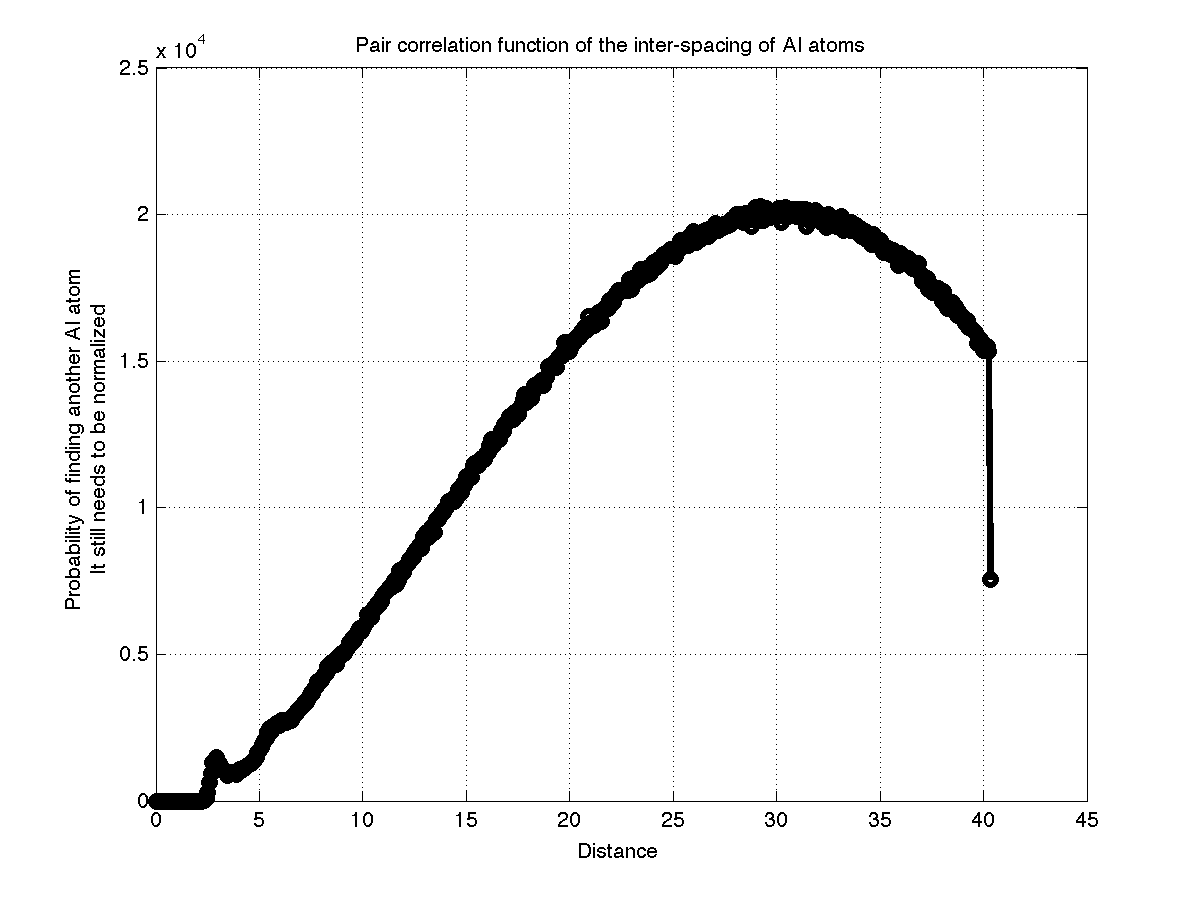 Pair correlation function of the inter-spacing of Al atoms
x 10^4
2.5
2
1.5
1
0.5
0
0 5 10 15 20 25 30 35 40 45
Distance
Probability of finding another Al atom
It still needs to be normalized